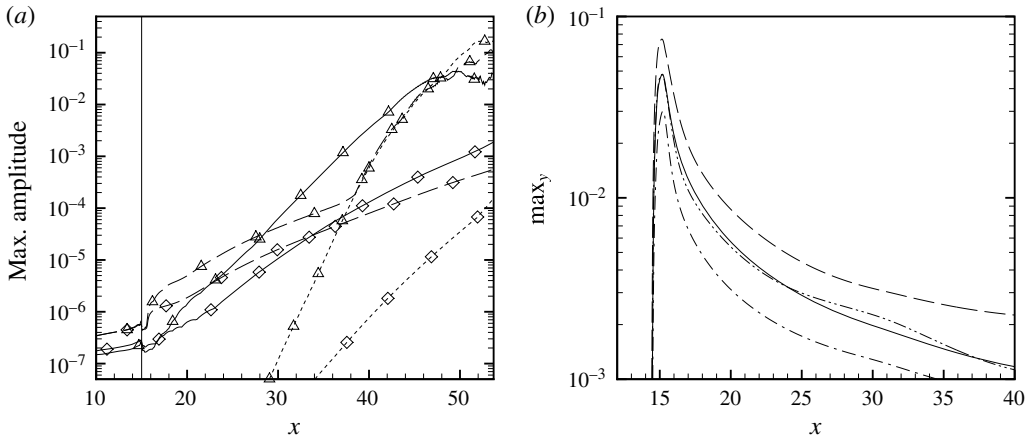 (a)
(b)
Max. amplitude
10⁻¹
10⁻²
10⁻³
10⁻⁴
10⁻⁵
10⁻⁶
10⁻⁷
10 20 30 40 50
x
max_y
10⁻¹
10⁻²
10⁻³
15 20 25 30 35 40
x